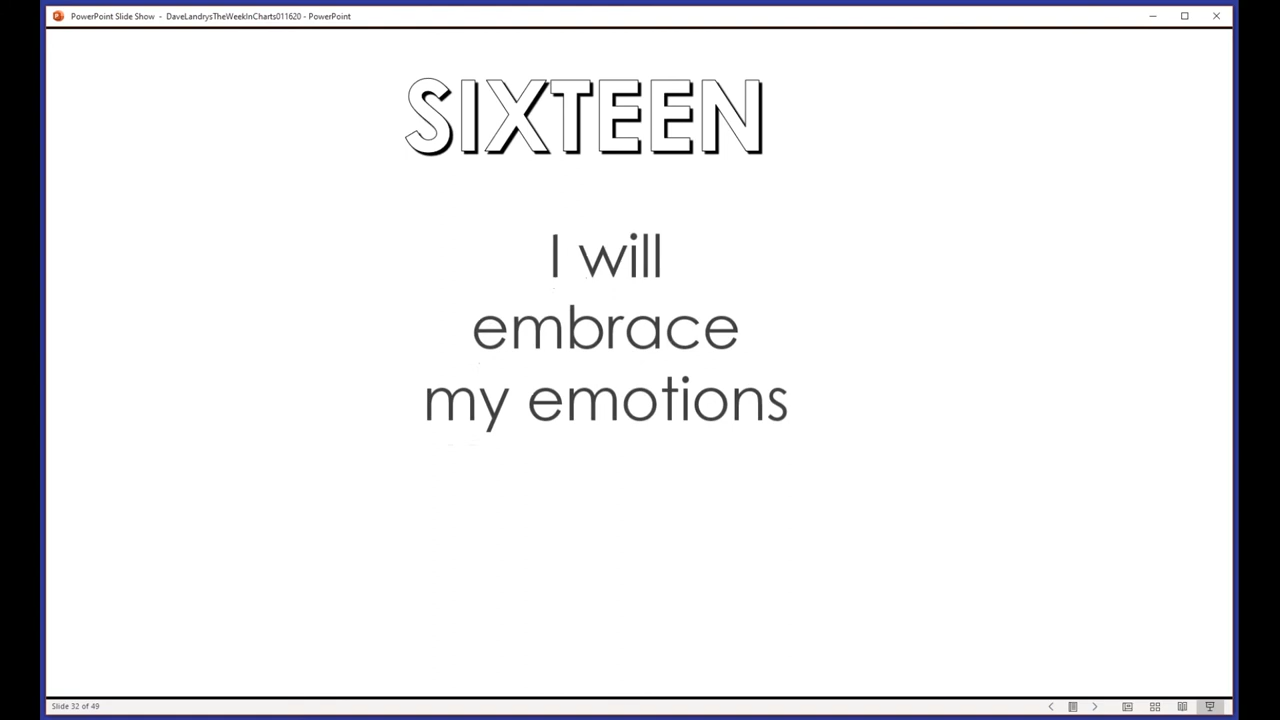 PowerPoint Slide Show - DaveLandrysTheWeekInCharts011620 - PowerPoint
SIXTEEN
I will
embrace
my emotions
Slide 32 of 49